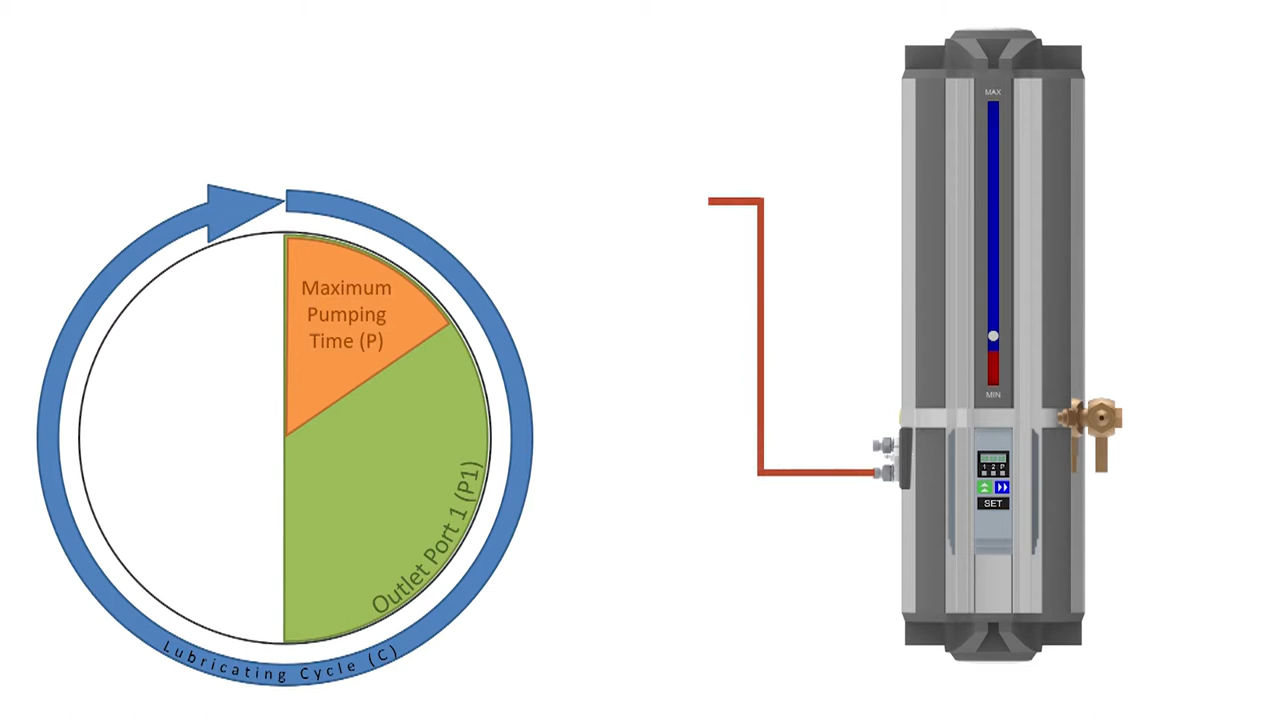 Maximum
Pumping
Time (P)
Outlet Port 1 (P1)
Lubricating Cycle (C)
MAX
MIN
1 2 P
SET